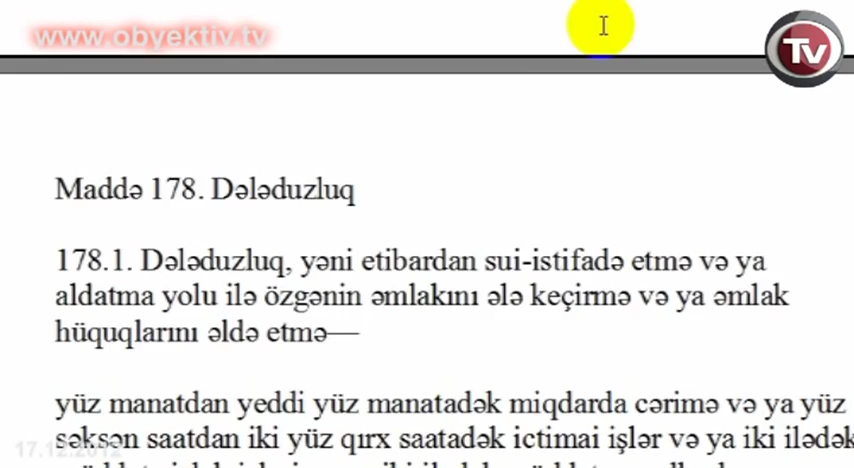 www.obyektiv.tv
Tv
Maddə 178. Dələduzluq
178.1. Dələduzluq, yəni etibardan sui-istifadə etmə və ya
aldatma yolu ilə özgənin əmlakını ələ keçirmə və ya əmlak
hüquqlarını əldə etmə—
yüz manatdan yeddi yüz manatadək miqdarda cərimə və ya yüz
səksən saatdan iki yüz qırx saatadək ictimai işlər və ya iki ilədək
17.12.2012